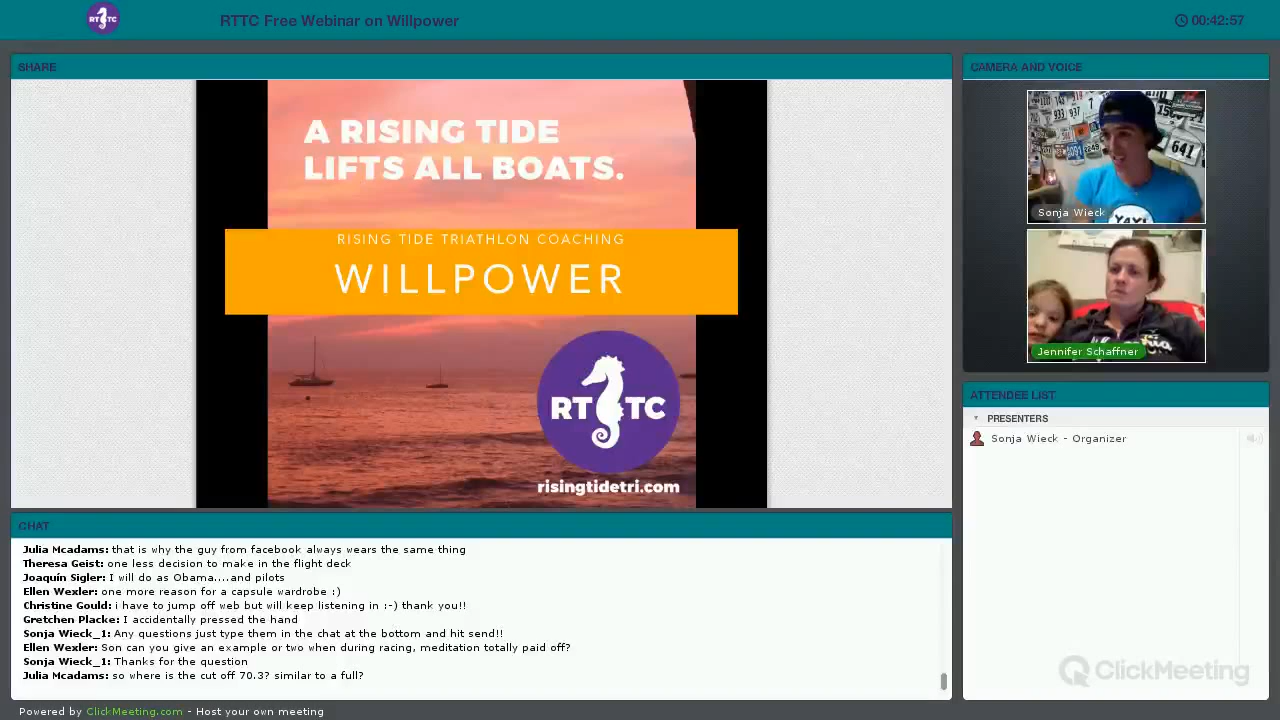 RTTC
RTTC Free Webinar on Willpower
00:42:57
SHARE
A RISING TIDE
LIFTS ALL BOATS.
RISING TIDE TRIATHLON COACHING
WILLPOWER
RT TC
risingtidetri.com
CAMERA AND VOICE
641
YAY!
Sonja Wieck
Jennifer Schaffner
ATTENDEE LIST
PRESENTERS
Sonja Wieck - Organizer
CHAT
Julia Mcadams: that is why the guy from facebook always wears the same thing
Theresa Geist: one less decision to make in the flight deck
Joaquín Sigler: I will do as Obama....and pilots
Ellen Wexler: one more reason for a capsule wardrobe :)
Christine Gould: i have to jump off web but will keep listening in :-) thank you!!
Gretchen Placke: I accidentally pressed the hand
Sonja Wieck_1: Any questions just type them in the chat at the bottom and hit send!!
Ellen Wexler: Son can you give an example or two when during racing, meditation totally paid off?
Sonja Wieck_1: Thanks for the question
Julia Mcadams: so where is the cut off 70.3? similar to a full?
ClickMeeting
Powered by ClickMeeting.com - Host your own meeting